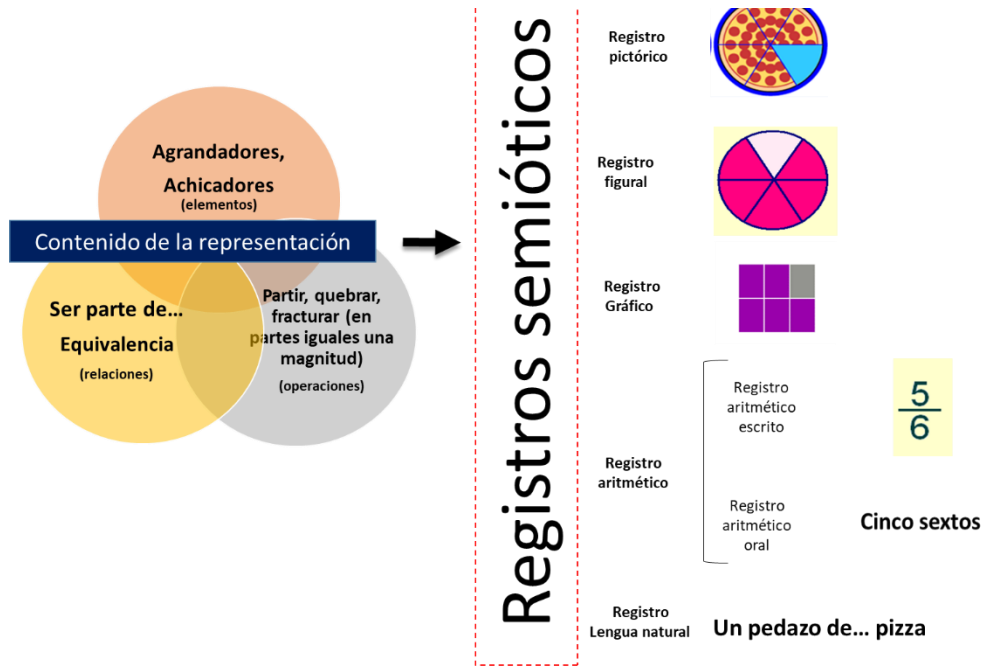 Agrandadores,
Achicadores
(elementos)
Contenido de la representación
Ser parte de...
Equivalencia
(relaciones)
Partir, quebrar,
fracturar (en
partes iguales una
magnitud)
(operaciones)
Registros semióticos
Registro
pictórico
Registro
figural
Registro
Gráfico
Registro
aritmético
Registro
aritmético
escrito
5
6
Registro
aritmético
oral
Cinco sextos
Registro
Lengua natural
Un pedazo de... pizza